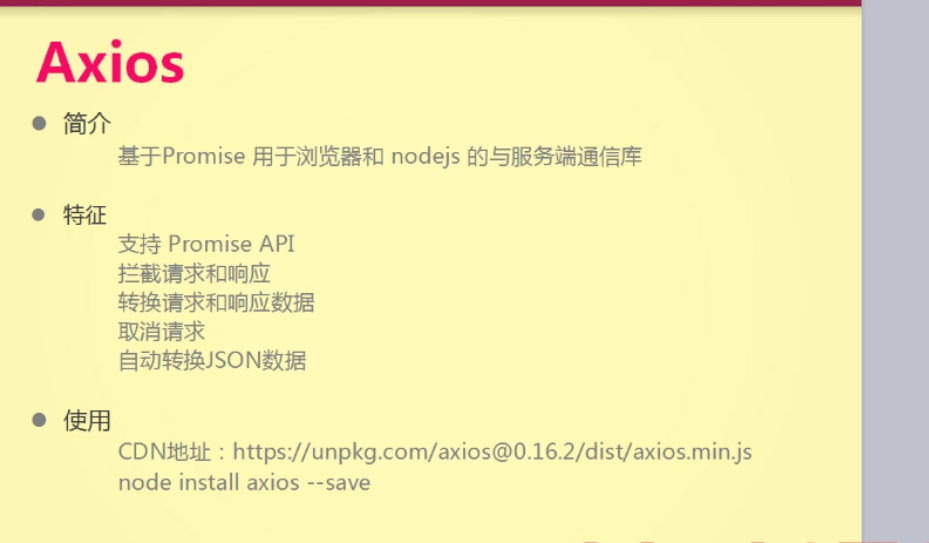 Axios
简介
基于Promise 用于浏览器和 nodejs 的与服务端通信库
特征
支持 Promise API
拦截请求和响应
转换请求和响应数据
取消请求
自动转换JSON数据
使用
CDN地址：https://unpkg.com/axios@0.16.2/dist/axios.min.js
node install axios --save